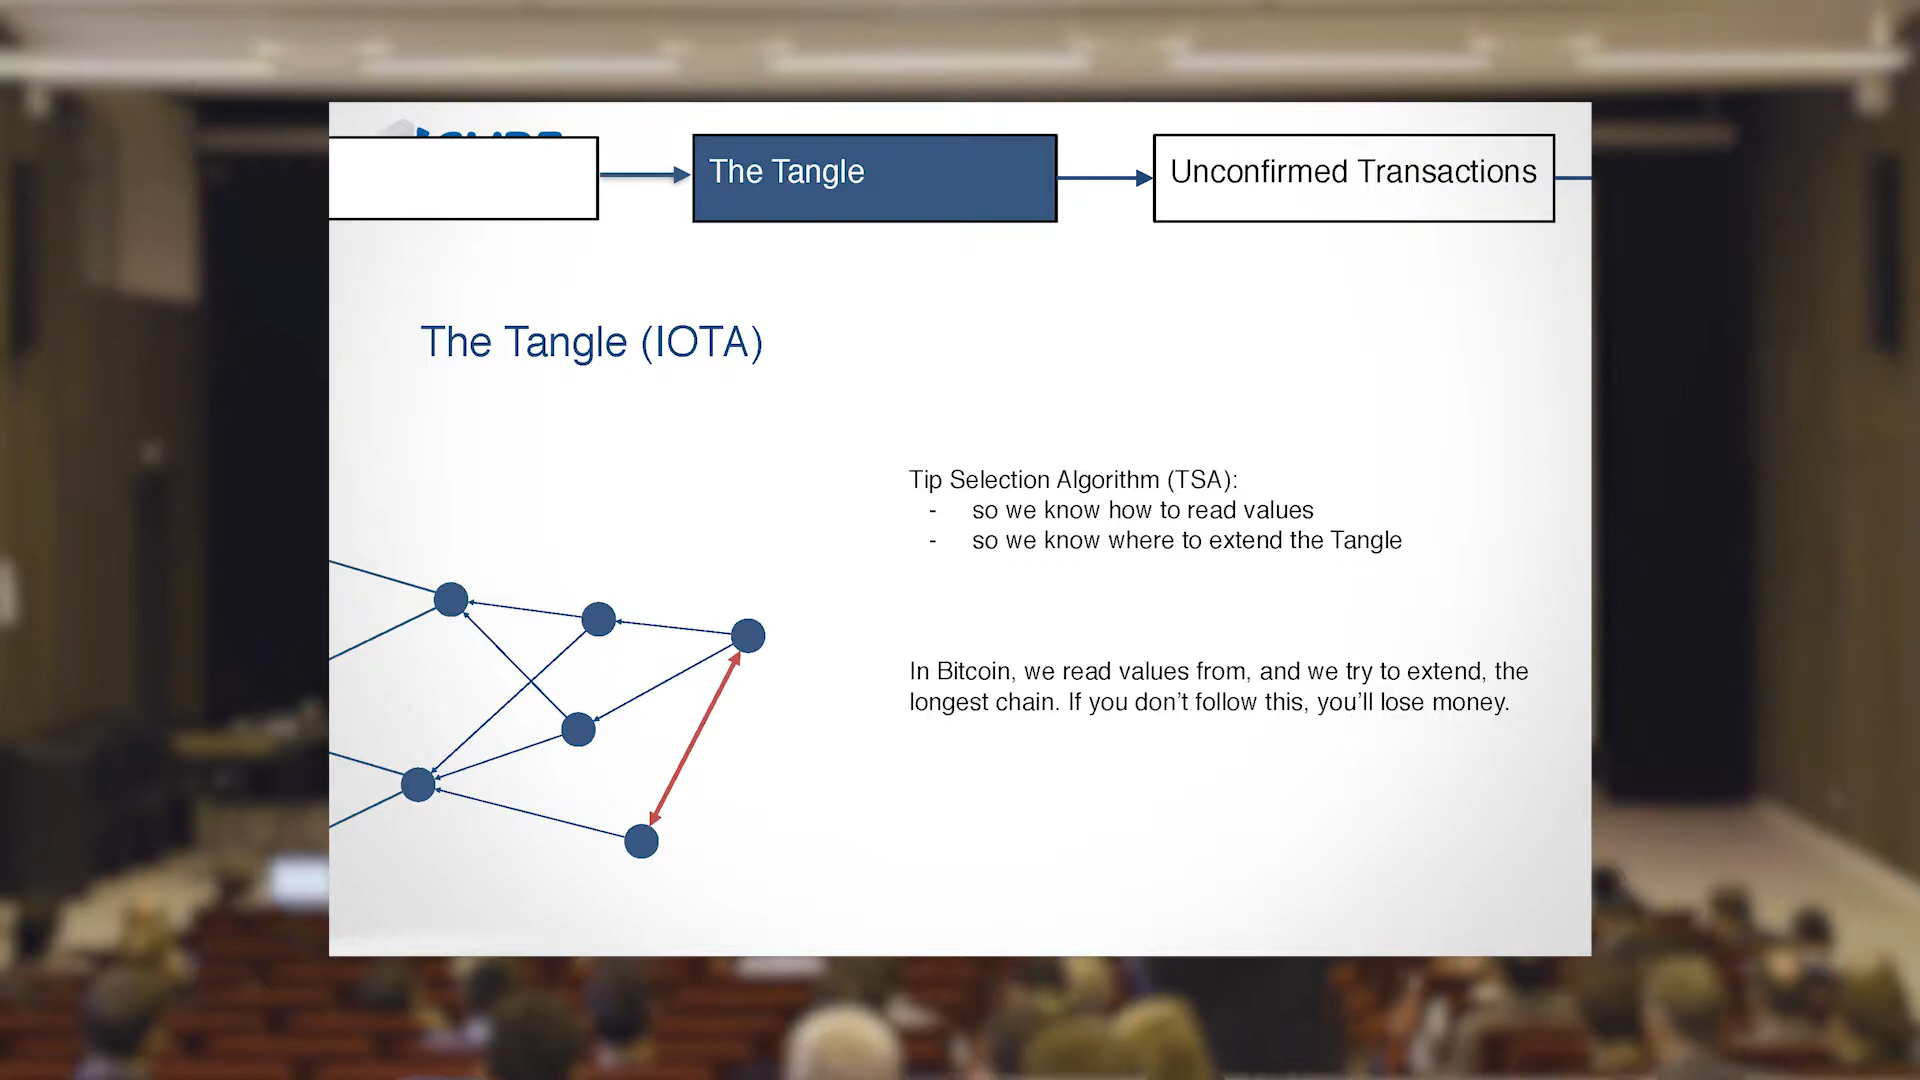 The Tangle
Unconfirmed Transactions
The Tangle (IOTA)
Tip Selection Algorithm (TSA):
- so we know how to read values
- so we know where to extend the Tangle
In Bitcoin, we read values from, and we try to extend, the
longest chain. If you don't follow this, you'll lose money.